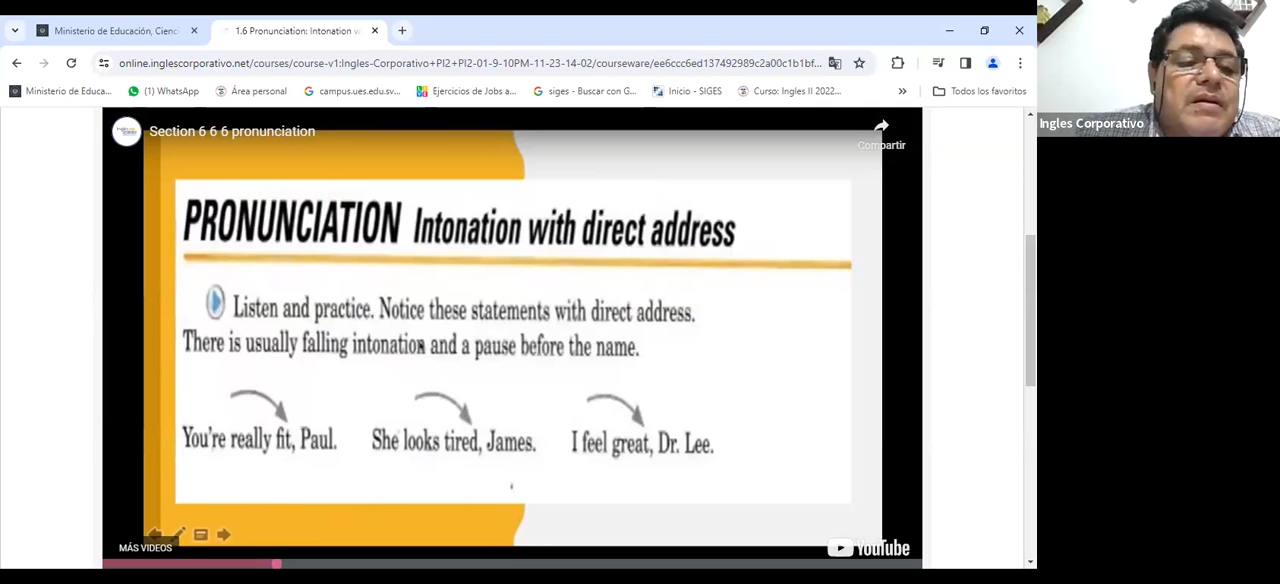 Ministerio de Educación, Cienci
1.6 Pronunciation: Intonation w
online.inglescorporativo.net/courses/course-v1:Ingles-Corporativo+PI2+PI2-01-9-10PM-11-23-14-02/courseware/ee6ccc6ed137492989c2a00c1b1bf...
Ministerio de Educa...
(1) WhatsApp
Área personal
campus.ues.edu.sv...
Ejercicios de Jobs a...
siges - Buscar con G...
Inicio - SIGES
Curso: Ingles II 2022...
»
Todos los favoritos
Ingles Corporativo
Section 6 6 6 pronunciation
Compartir
PRONUNCIATION Intonation with direct address
Listen and practice. Notice these statements with direct address.
There is usually falling intonation and a pause before the name.
You're really fit, Paul. She looks tired, James. I feel great, Dr. Lee.
MÁS VIDEOS
YouTube